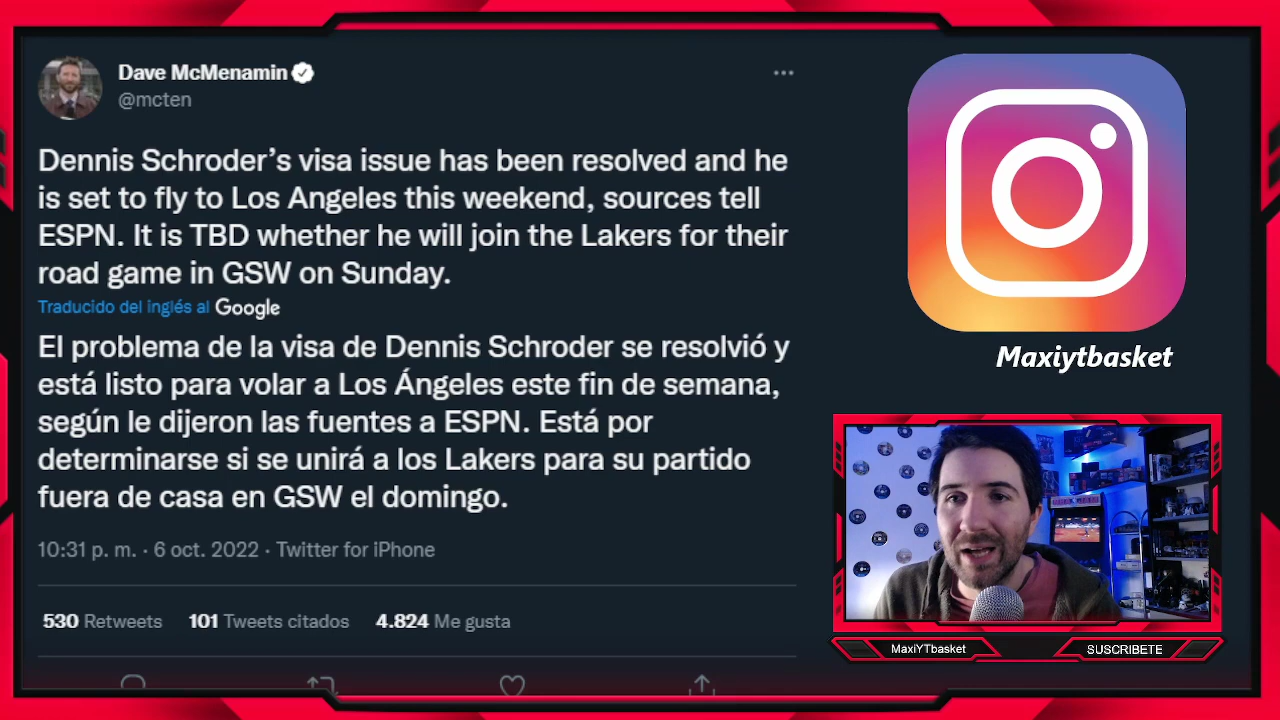 Dave McMenamin
@mcten
Dennis Schroder’s visa issue has been resolved and he
is set to fly to Los Angeles this weekend, sources tell
ESPN. It is TBD whether he will join the Lakers for their
road game in GSW on Sunday.
Traducido del inglés al Google
El problema de la visa de Dennis Schroder se resolvió y
está listo para volar a Los Ángeles este fin de semana,
según le dijeron las fuentes a ESPN. Está por
determinarse si se unirá a los Lakers para su partido
fuera de casa en GSW el domingo.
10:31 p. m. · 6 oct. 2022 · Twitter for iPhone
530 Retweets 101 Tweets citados 4.824 Me gusta
Maxiytbasket
MaxiYTbasket
SUSCRIBETE